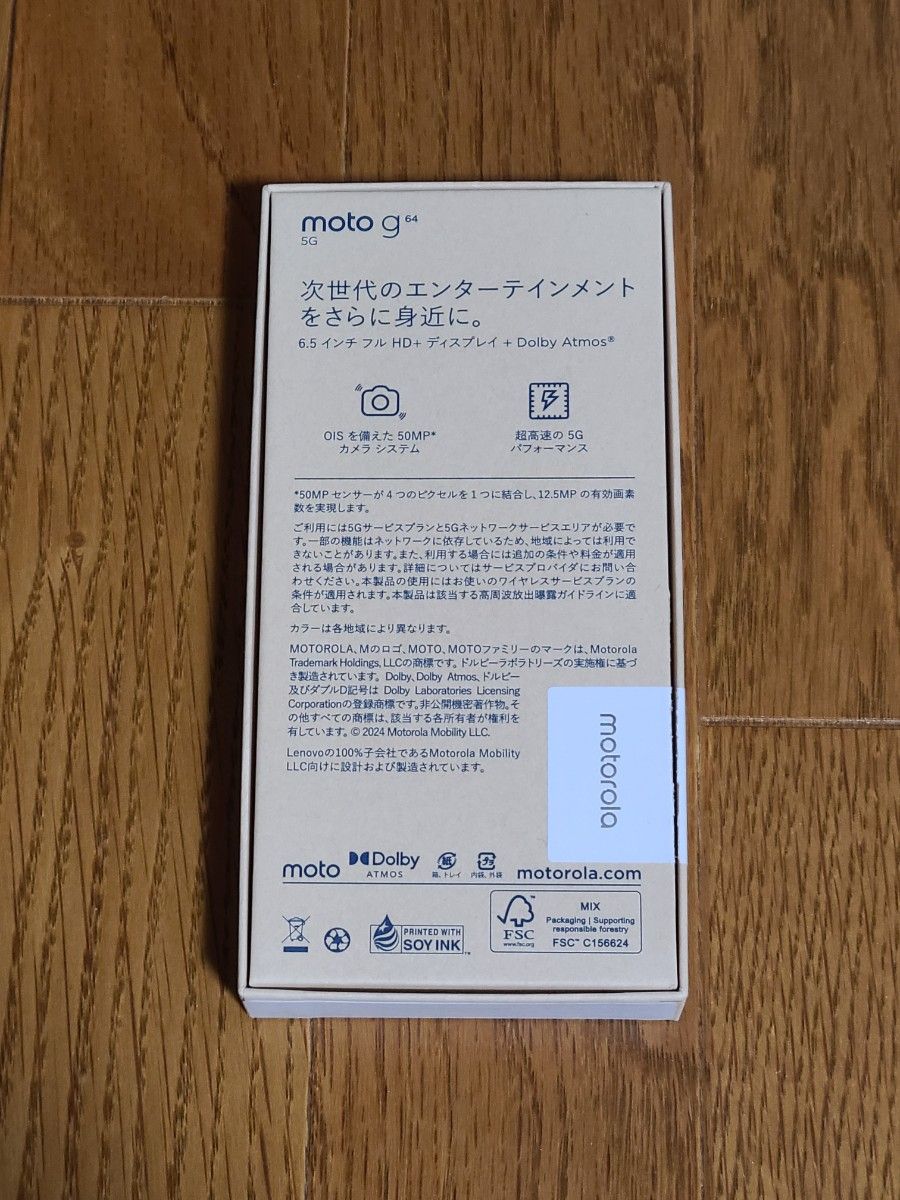 moto g 64
5G
次世代のエンターテインメント
をさらに身近に。
6.5 インチ フル HD+ ディスプレイ + Dolby Atmos®
OIS を備えた 50MP*
カメラ システム
超高速の 5G
パフォーマンス
*50MP センサーが 4 つのピクセルを 1 つに結合し、12.5MP の有効画素
数を実現します。
ご利用には5Gサービスプランと5Gネットワークサービスエリアが必要で
す。一部の機能はネットワークに依存しているため、地域によっては利用で
きないことがあります。また、利用する場合には追加の条件や料金が適用
される場合があります。詳細についてはサービスプロバイダにお問い合
わせください。本製品の使用にはお使いのワイヤレスサービスプランの
条件が適用されます。本製品は該当する高周波放出曝露ガイドラインに適
合しています。
カラーは各地域により異なります。
MOTOROLA、Mのロゴ、MOTO、MOTOファミリーのマークは、Motorola
Trademark Holdings, LLCの商標です。ドルビーラボラトリーズの実施権に基づ
き製造されています。Dolby、Dolby Atmos、ドルビー
及びダブルD記号は Dolby Laboratories Licensing
Corporationの登録商標です。非公開機密著作物。そ
の他すべての商標は、該当する各所有者が権利を
有しています。© 2024 Motorola Mobility LLC.
Lenovoの100%子会社であるMotorola Mobility
LLC向けに設計および製造されています。
motorola
moto
Dolby
ATMOS
紙
箱、トレイ
プラ
内袋、外袋
motorola.com
PRINTED WITH
SOY INK™
FSC
www.fsc.org
MIX
Packaging | Supporting
responsible forestry
FSC™ C156624